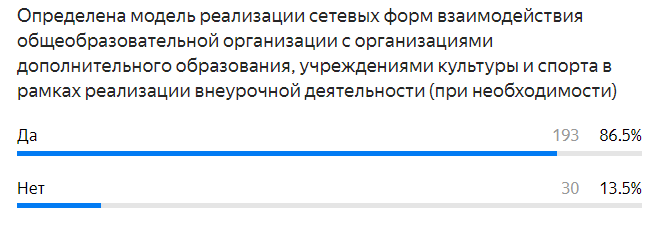 Определена модель реализации сетевых форм взаимодействия
общеобразовательной организации с организациями
дополнительного образования, учреждениями культуры и спорта в
рамках реализации внеурочной деятельности (при необходимости)
Да 193 86.5%
Нет 30 13.5%